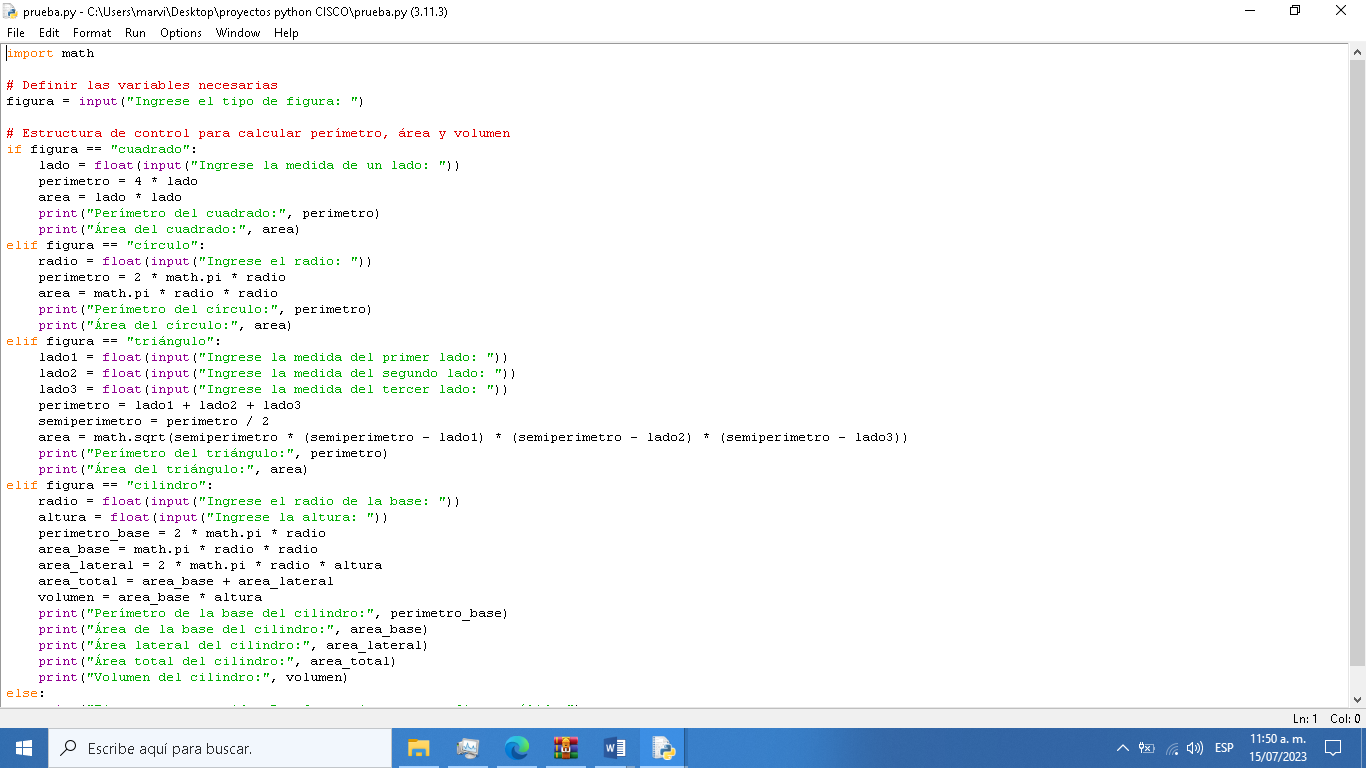 prueba.py - C:\Users\marvi\Desktop\proyectos python CISCO\prueba.py (3.11.3)
File Edit Format Run Options Window Help
import math

# Definir las variables necesarias
figura = input("Ingrese el tipo de figura: ")

# Estructura de control para calcular perímetro, área y volumen
if figura == "cuadrado":
    lado = float(input("Ingrese la medida de un lado: "))
    perimetro = 4 * lado
    area = lado * lado
    print("Perímetro del cuadrado:", perimetro)
    print("Área del cuadrado:", area)
elif figura == "círculo":
    radio = float(input("Ingrese el radio: "))
    perimetro = 2 * math.pi * radio
    area = math.pi * radio * radio
    print("Perímetro del círculo:", perimetro)
    print("Área del círculo:", area)
elif figura == "triángulo":
    lado1 = float(input("Ingrese la medida del primer lado: "))
    lado2 = float(input("Ingrese la medida del segundo lado: "))
    lado3 = float(input("Ingrese la medida del tercer lado: "))
    perimetro = lado1 + lado2 + lado3
    semiperimetro = perimetro / 2
    area = math.sqrt(semiperimetro * (semiperimetro - lado1) * (semiperimetro - lado2) * (semiperimetro - lado3))
    print("Perímetro del triángulo:", perimetro)
    print("Área del triángulo:", area)
elif figura == "cilindro":
    radio = float(input("Ingrese el radio de la base: "))
    altura = float(input("Ingrese la altura: "))
    perimetro_base = 2 * math.pi * radio
    area_base = math.pi * radio * radio
    area_lateral = 2 * math.pi * radio * altura
    area_total = area_base + area_lateral
    volumen = area_base * altura
    print("Perímetro de la base del cilindro:", perimetro_base)
    print("Área de la base del cilindro:", area_base)
    print("Área lateral del cilindro:", area_lateral)
    print("Área total del cilindro:", area_total)
    print("Volumen del cilindro:", volumen)
else:
Ln: 1 Col: 0
Escribe aquí para buscar.
W
ESP
11:50 a. m.
15/07/2023